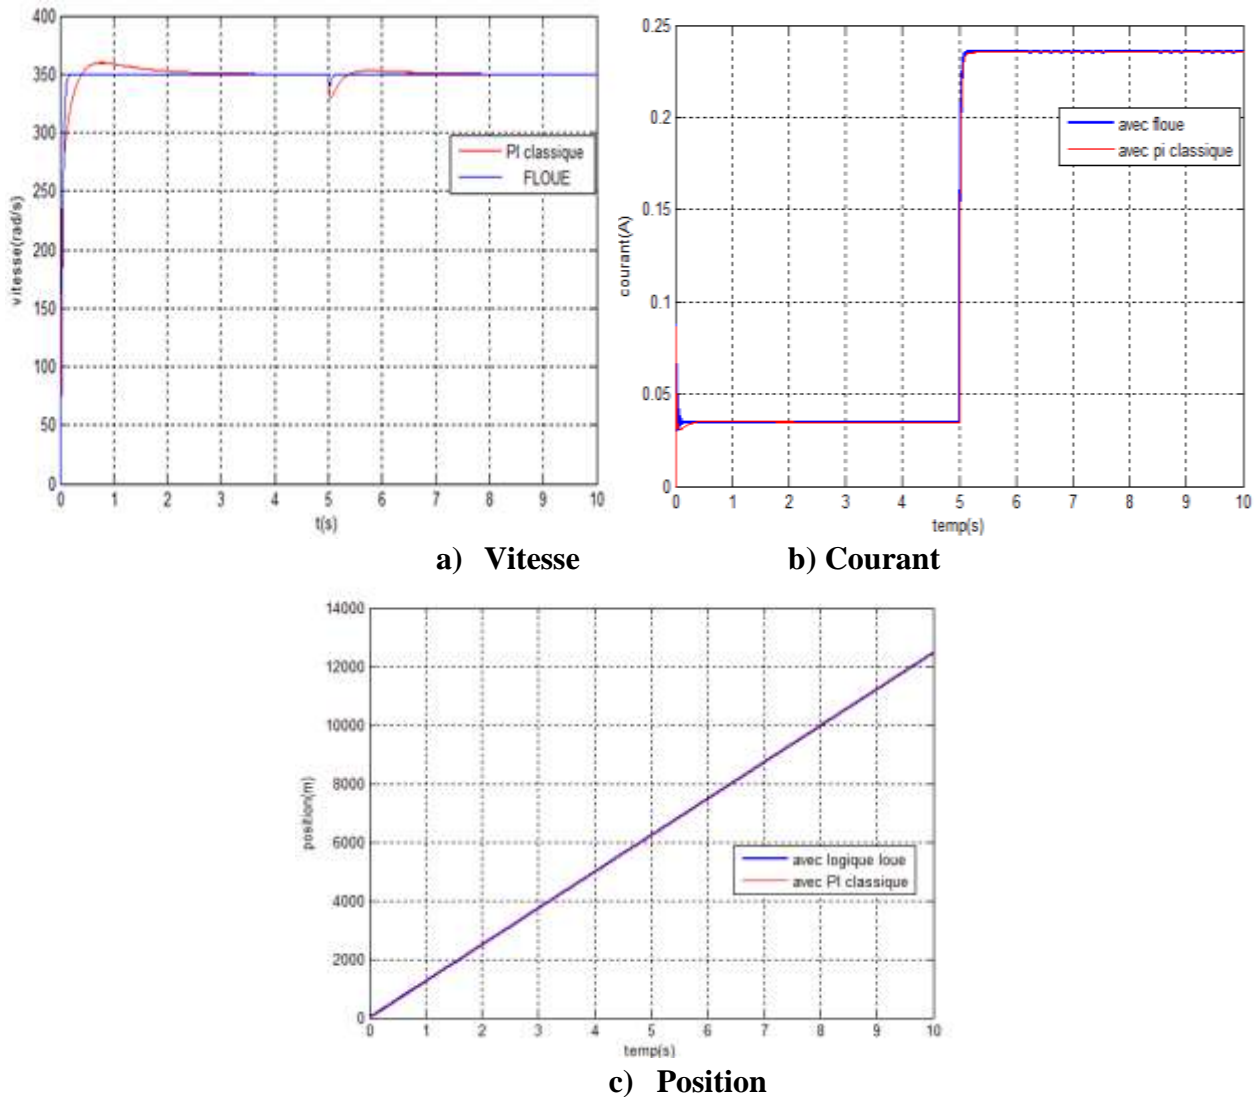 400
350
300
250
200
150
100
50
0
vitesse(rad/s)
PI classique
FLOUE
0 1 2 3 4 5 6 7 8 9 10
t(s)
0.25
0.2
0.15
0.1
0.05
0
courant(A)
avec floue
avec pi classique
0 1 2 3 4 5 6 7 8 9 10
temp(s)
a) Vitesse
b) Courant
14000
12000
10000
8000
6000
4000
2000
0
position(m)
avec logique loue
avec PI classique
0 1 2 3 4 5 6 7 8 9 10
temp(s)
c) Position